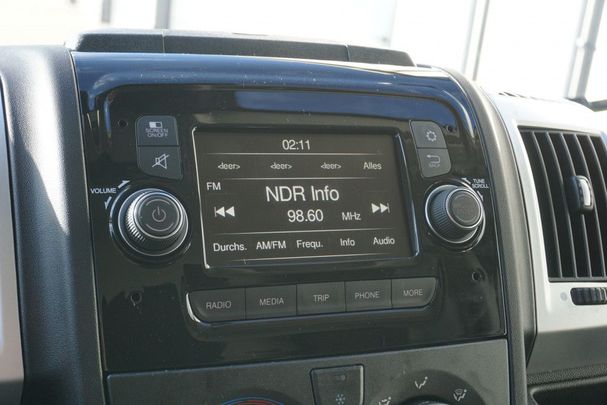 SCREEN
ON/OFF
02:11
<leer> <leer> <leer> Alles
VOLUME
FM
NDR Info
98.60 MHz
TUNE
SCROLL
Durchs. AM/FM Frequ. Info Audio
RADIO MEDIA TRIP PHONE MORE